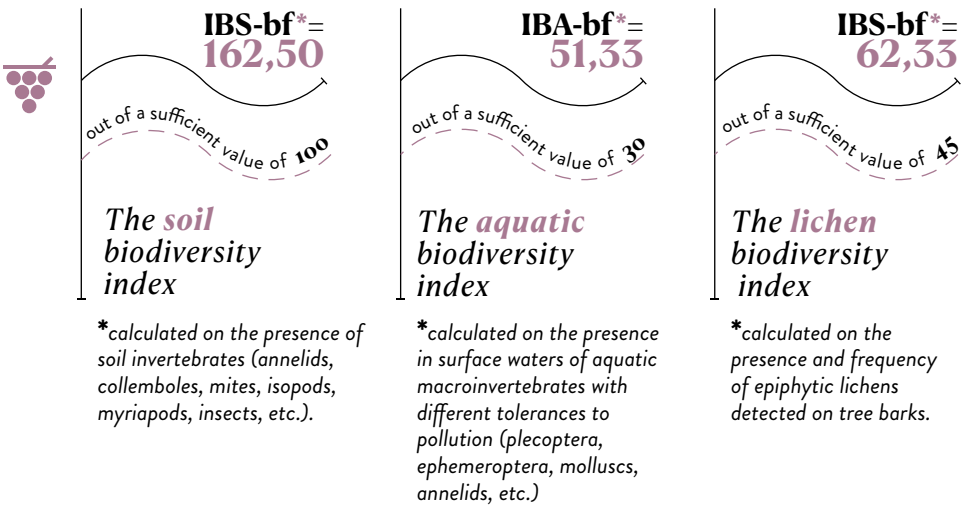 IBS-bf*=
162,50
out of a sufficient value of 100
The soil
biodiversity
index
*calculated on the presence of
soil invertebrates (annelids,
collemboles, mites, isopods,
myriapods, insects, etc.).
IBA-bf*=
51,33
out of a sufficient value of 30
The aquatic
biodiversity
index
*calculated on the presence
in surface waters of aquatic
macroinvertebrates with
different tolerances to
pollution (plecoptera,
ephemeroptera, molluscs,
annelids, etc.)
IBS-bf*=
62,33
out of a sufficient value of 45
The lichen
biodiversity
index
*calculated on the
presence and frequency
of epiphytic lichens
detected on tree barks.